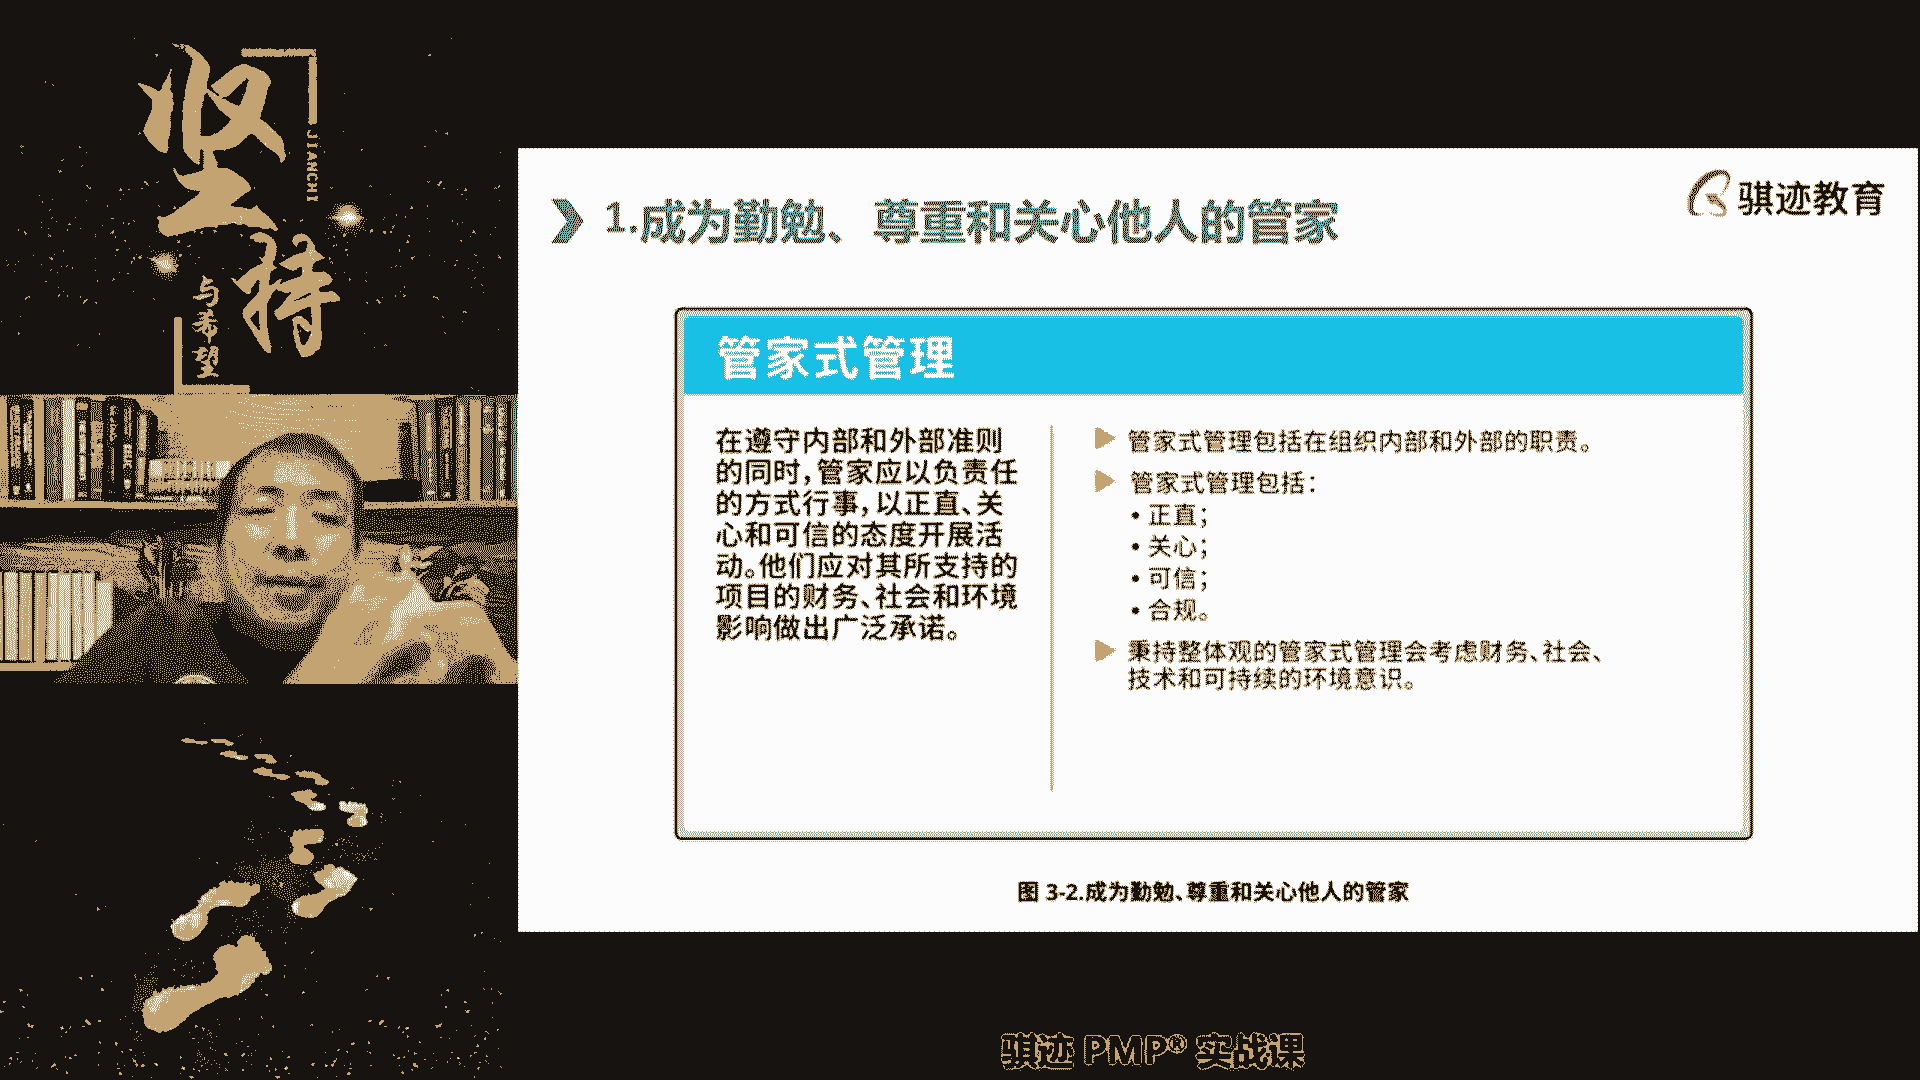 坚持
JIANCHI
与希望
骐迹教育
1.成为勤勉、尊重和关心他人的管家
管家式管理
在遵守内部和外部准则
的同时,管家应以负责任
的方式行事,以正直、关
心和可信的态度开展活
动。他们应对其所支持的
项目的财务、社会和环境
影响做出广泛承诺。
管家式管理包括在组织内部和外部的职责。
管家式管理包括:
• 正直;
• 关心;
• 可信;
• 合规。
秉持整体观的管家式管理会考虑财务、社会、
技术和可持续的环境意识。
图 3-2.成为勤勉、尊重和关心他人的管家
骐迹 PMP® 实战课